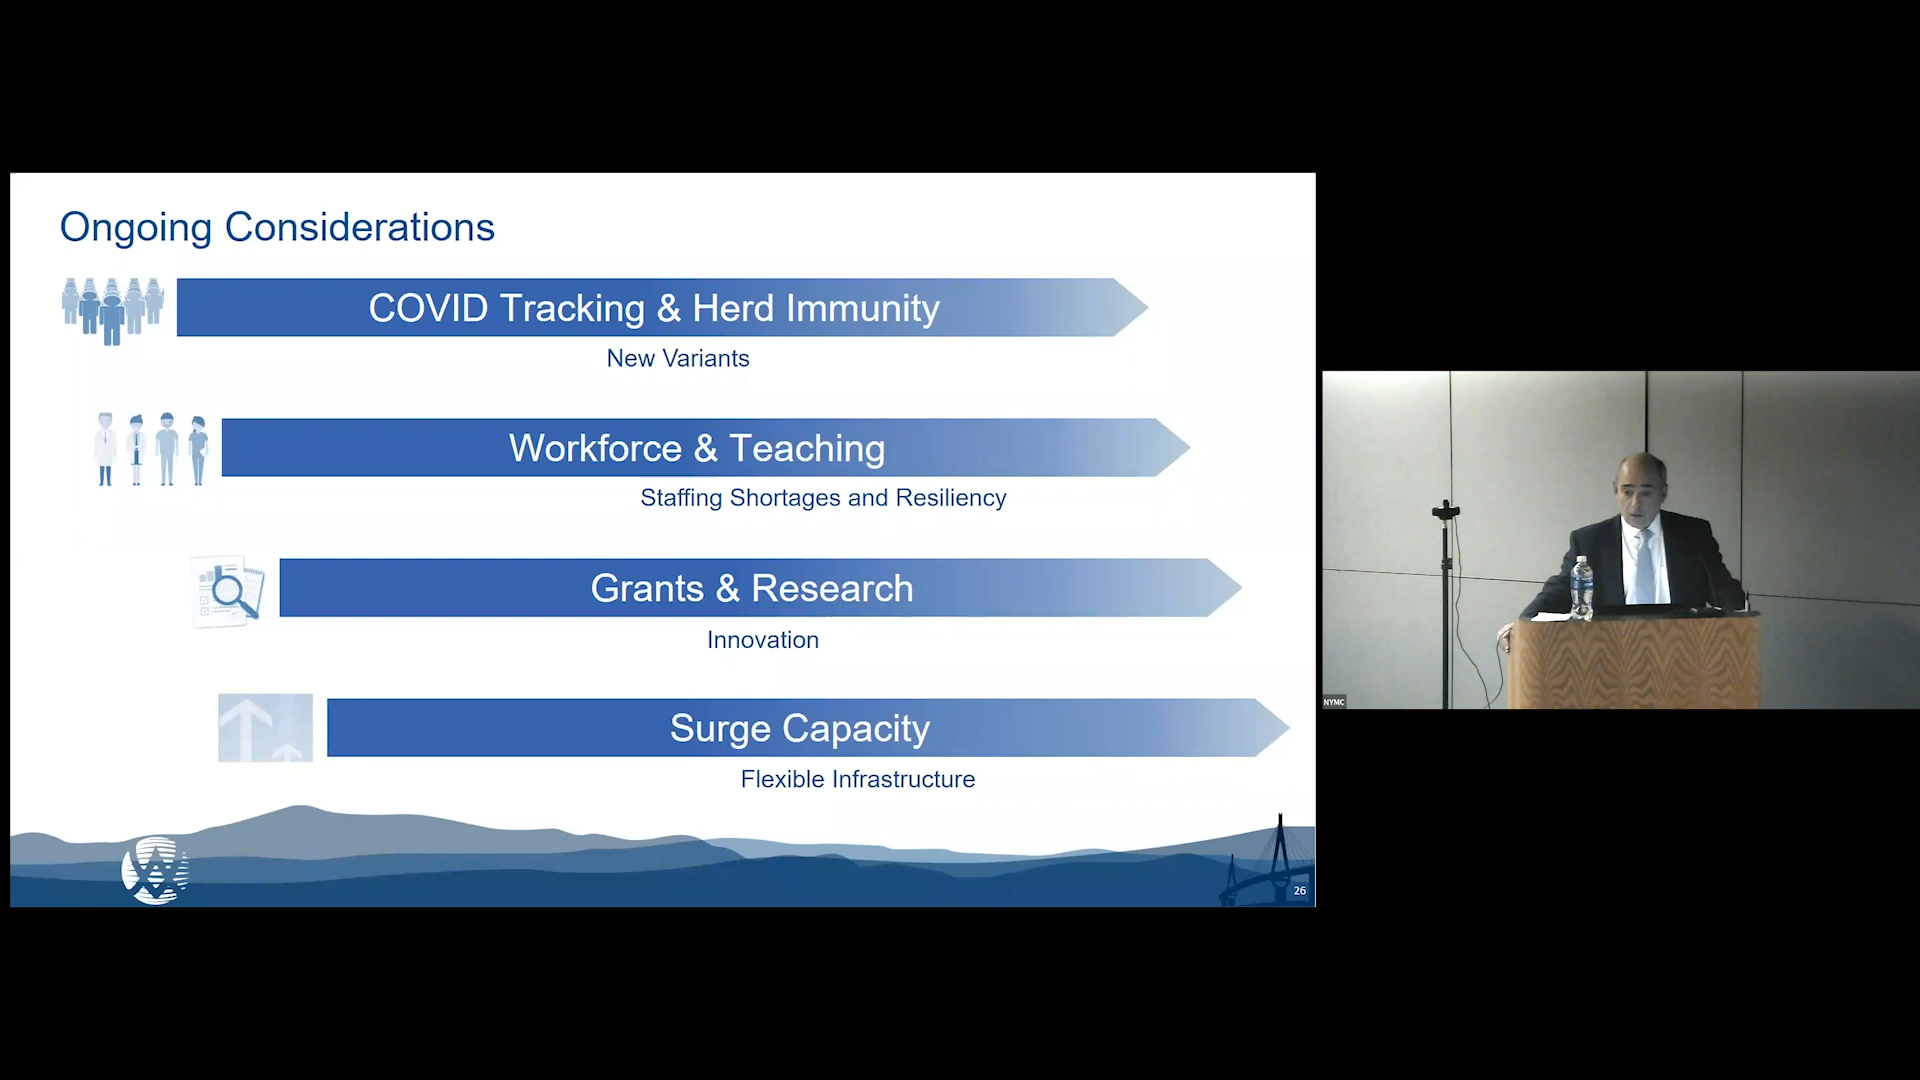 Ongoing Considerations
COVID Tracking & Herd Immunity
New Variants
Workforce & Teaching
Staffing Shortages and Resiliency
Grants & Research
Innovation
Surge Capacity
Flexible Infrastructure
26
NYMC